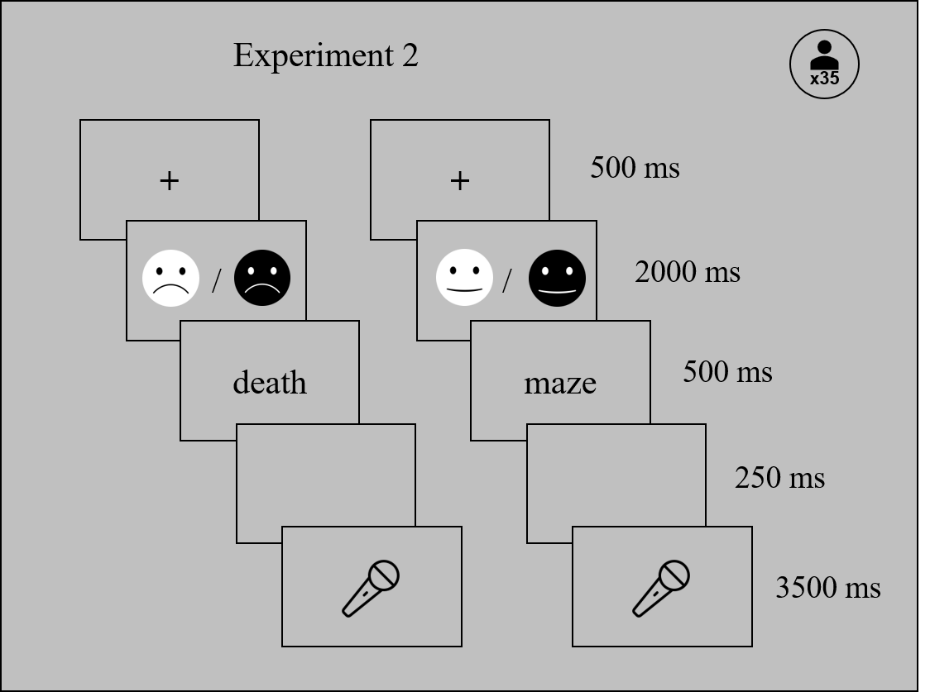 Experiment 2
x35
+
+
500 ms
/
/
2000 ms
death
maze
500 ms
250 ms
3500 ms